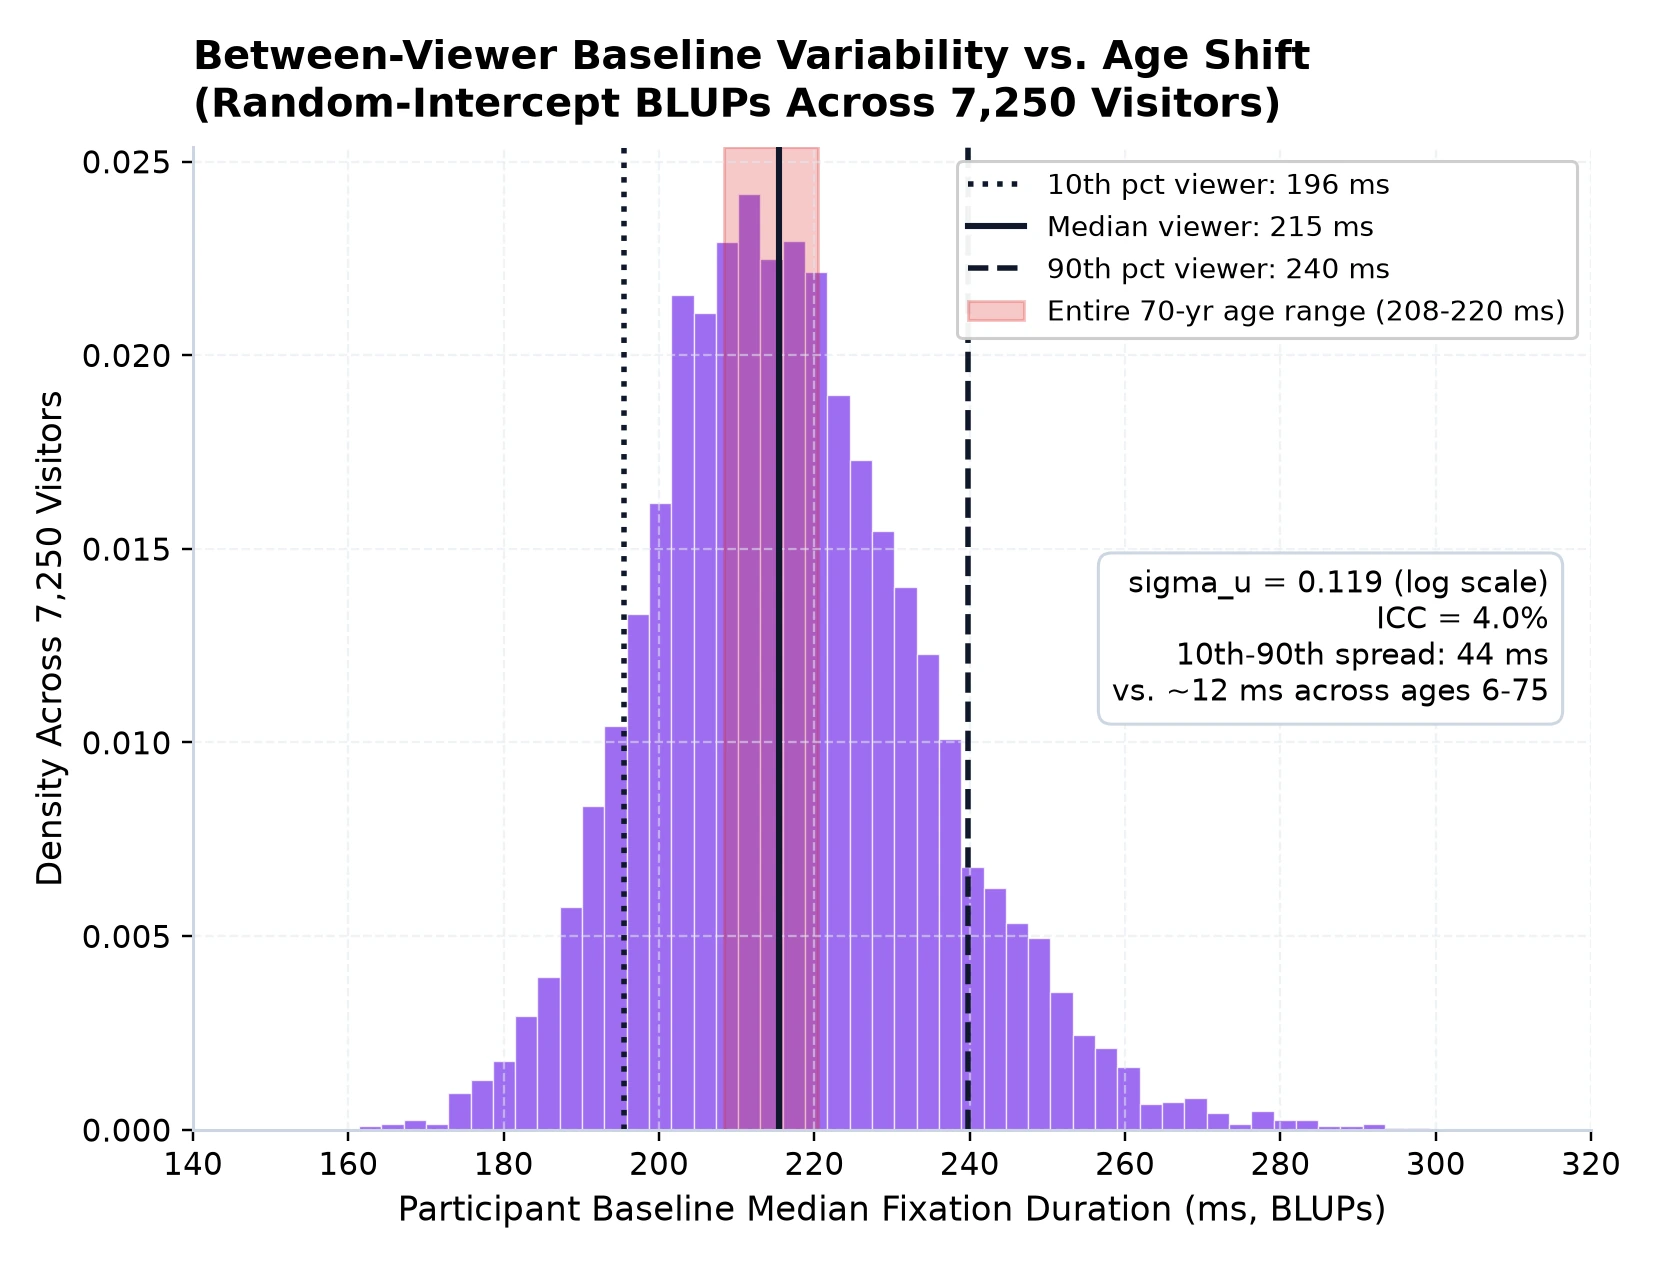 Between-Viewer Baseline Variability vs. Age Shift
(Random-Intercept BLUPs Across 7,250 Visitors)
Density Across 7,250 Visitors
0.025
0.020
0.015
0.010
0.005
0.000
10th pct viewer: 196 ms
Median viewer: 215 ms
90th pct viewer: 240 ms
Entire 70-yr age range (208-220 ms)
sigma_u = 0.119 (log scale)
ICC = 4.0%
10th-90th spread: 44 ms
vs. ~12 ms across ages 6-75
140 160 180 200 220 240 260 280 300 320
Participant Baseline Median Fixation Duration (ms, BLUPs)